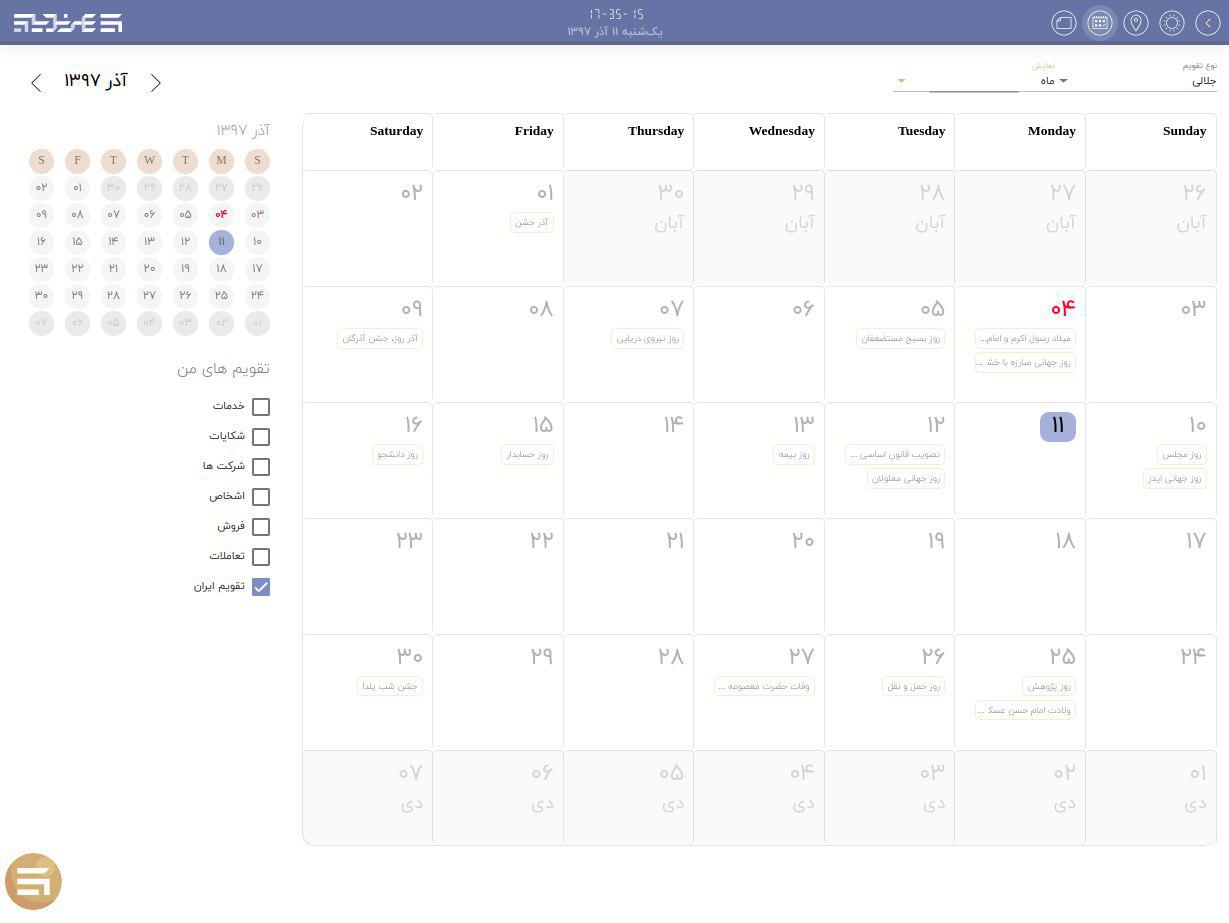 17-35-15
یک‌شنبه ۱۱ آذر ۱۳۹۷
نوع تقویم
جلالی
نمایش
ماه
آذر ۱۳۹۷
آذر ۱۳۹۷
S M T W T F S
۲۶ ۲۷ ۲۸ ۲۹ ۳۰ ۰۱ ۰۲
۰۳ ۰۴ ۰۵ ۰۶ ۰۷ ۰۸ ۰۹
۱۰ ۱۱ ۱۲ ۱۳ ۱۴ ۱۵ ۱۶
۱۷ ۱۸ ۱۹ ۲۰ ۲۱ ۲۲ ۲۳
۲۴ ۲۵ ۲۶ ۲۷ ۲۸ ۲۹ ۳۰
۰۱ ۰۲ ۰۳ ۰۴ ۰۵ ۰۶ ۰۷
تقویم های من
خدمات
شکایات
شرکت ها
اشخاص
فروش
تعاملات
تقویم ایران
Sunday Monday Tuesday Wednesday Thursday Friday Saturday
۲۶ ۲۷ ۲۸ ۲۹ ۳۰ ۰۱ ۰۲
آبان آبان آبان آبان آبان
آذر جشن
۰۳ ۰۴ ۰۵ ۰۶ ۰۷ ۰۸ ۰۹
میلاد رسول اکرم و امام...
روز بسیج مستضعفان
روز نیروی دریایی
آذر روز، جشن آذرگان
روز جهانی مبارزه با خش...
۱۰ ۱۱ ۱۲ ۱۳ ۱۴ ۱۵ ۱۶
روز مجلس
تصویب قانون اساسی ...
روز بیمه
روز حسابدار
روز دانشجو
روز جهانی ایدز
روز جهانی معلولان
۱۷ ۱۸ ۱۹ ۲۰ ۲۱ ۲۲ ۲۳
۲۴ ۲۵ ۲۶ ۲۷ ۲۸ ۲۹ ۳۰
روز پژوهش
روز حمل و نقل
وفات حضرت معصومه ...
جشن شب یلدا
ولادت امام حسن عسک...
۰۱ ۰۲ ۰۳ ۰۴ ۰۵ ۰۶ ۰۷
دی دی دی دی دی دی دی